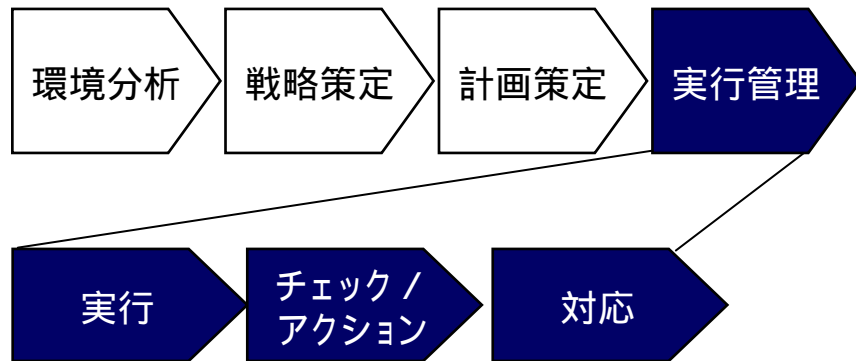 環境分析
戦略策定
計画策定
実行管理
実行
チェック /
アクション
対応